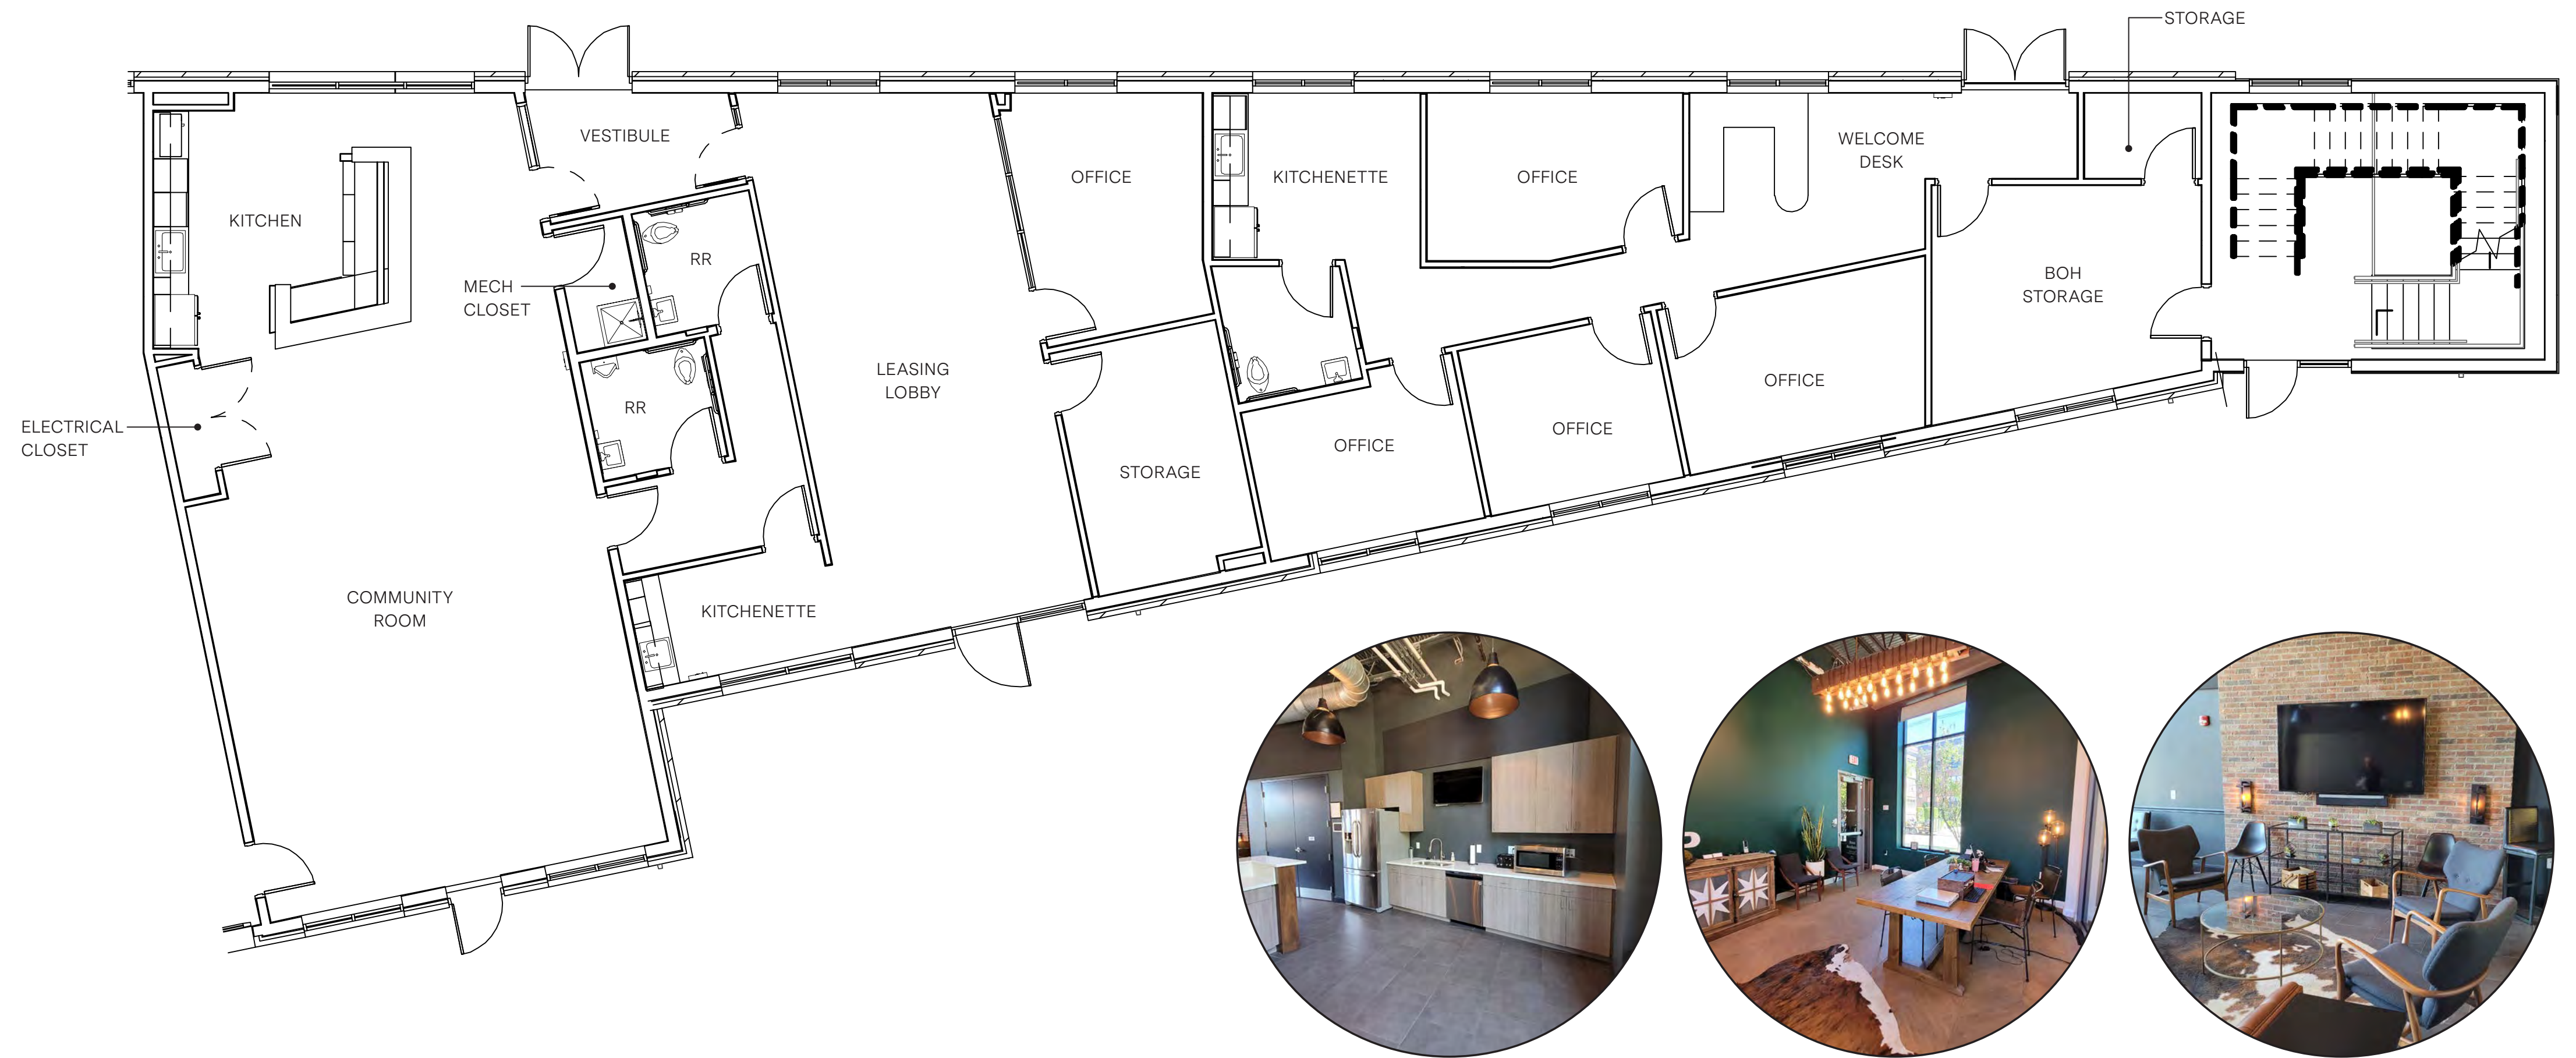 STORAGE
VESTIBULE
WELCOME
DESK
OFFICE
KITCHENETTE
OFFICE
KITCHEN
RR
MECH
CLOSET
BOH
STORAGE
LEASING
LOBBY
OFFICE
RR
ELECTRICAL
CLOSET
OFFICE
OFFICE
STORAGE
COMMUNITY
ROOM
KITCHENETTE